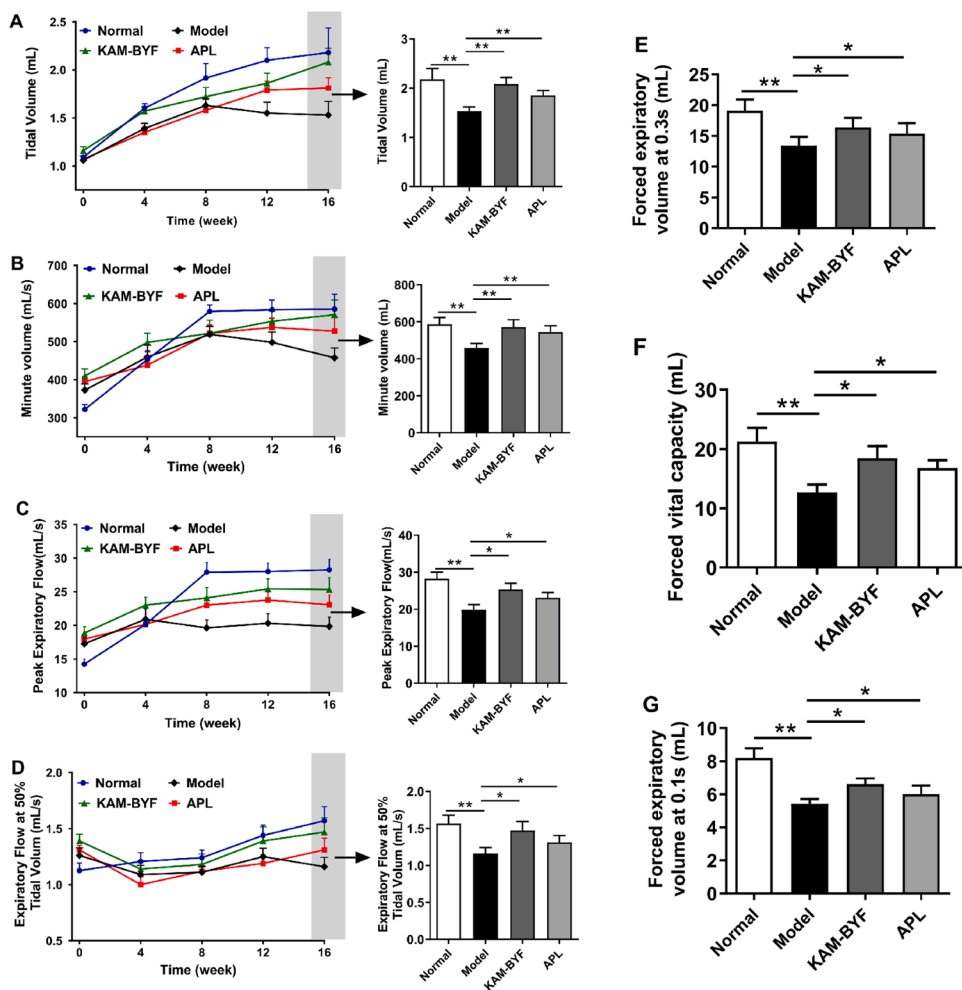 A
Normal
Model
KAM-BYF
APL
Tidal Volume (mL)
2.5
2.0
1.5
1.0
0
4
8
12
16
Time (week)
**
**
**
Tidal Volume (mL)
3
2
1
0
Normal
Model
KAM-BYF
APL
B
Normal
Model
KAM-BYF
APL
Minute volume (mL/s)
700
600
500
400
300
0
4
8
12
16
Time (week)
**
**
**
Minute volume (mL)
800
600
400
200
0
Normal
Model
KAM-BYF
APL
C
Normal
Model
KAM-BYF
APL
Peak Expiratory Flow(mL/s)
35
30
25
20
15
10
0
4
8
12
16
Time (week)
*
*
**
Peak Expiratory Flow(mL/s)
40
30
20
10
0
Normal
Model
KAM-BYF
APL
D
Normal
Model
KAM-BYF
APL
Expiratory Flow at 50%
Tidal Volum (mL/s)
2.0
1.5
1.0
0.5
0
4
8
12
16
Time (week)
*
*
**
Expiratory Flow at 50%
Tidal Volume (mL/s)
2.0
1.5
1.0
0.5
0.0
Normal
Model
KAM-BYF
APL
E
*
*
**
Forced expiratory
volume at 0.3s (mL)
25
20
15
10
5
0
Normal
Model
KAM-BYF
APL
F
*
*
**
Forced vital capacity (mL)
30
20
10
0
Normal
Model
KAM-BYF
APL
G
*
*
**
Forced expiratory
volume at 0.1s (mL)
10
8
6
4
2
0
Normal
Model
KAM-BYF
APL